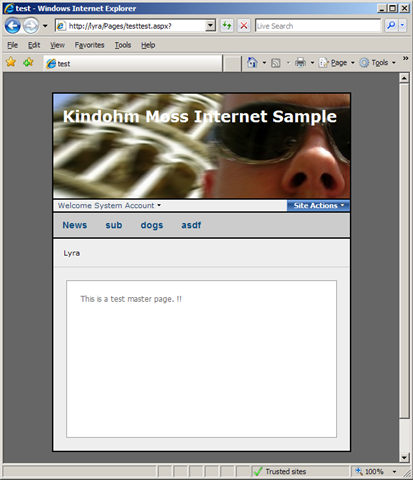 test - Windows Internet Explorer
http://lyra/Pages/testtest.aspx?
Live Search
File Edit View Favorites Tools Help
test
Page Tools »
Kindohm Moss Internet Sample
Welcome System Account Site Actions
News sub dogs asdf
Lyra
This is a test master page. !!
Trusted sites 100%